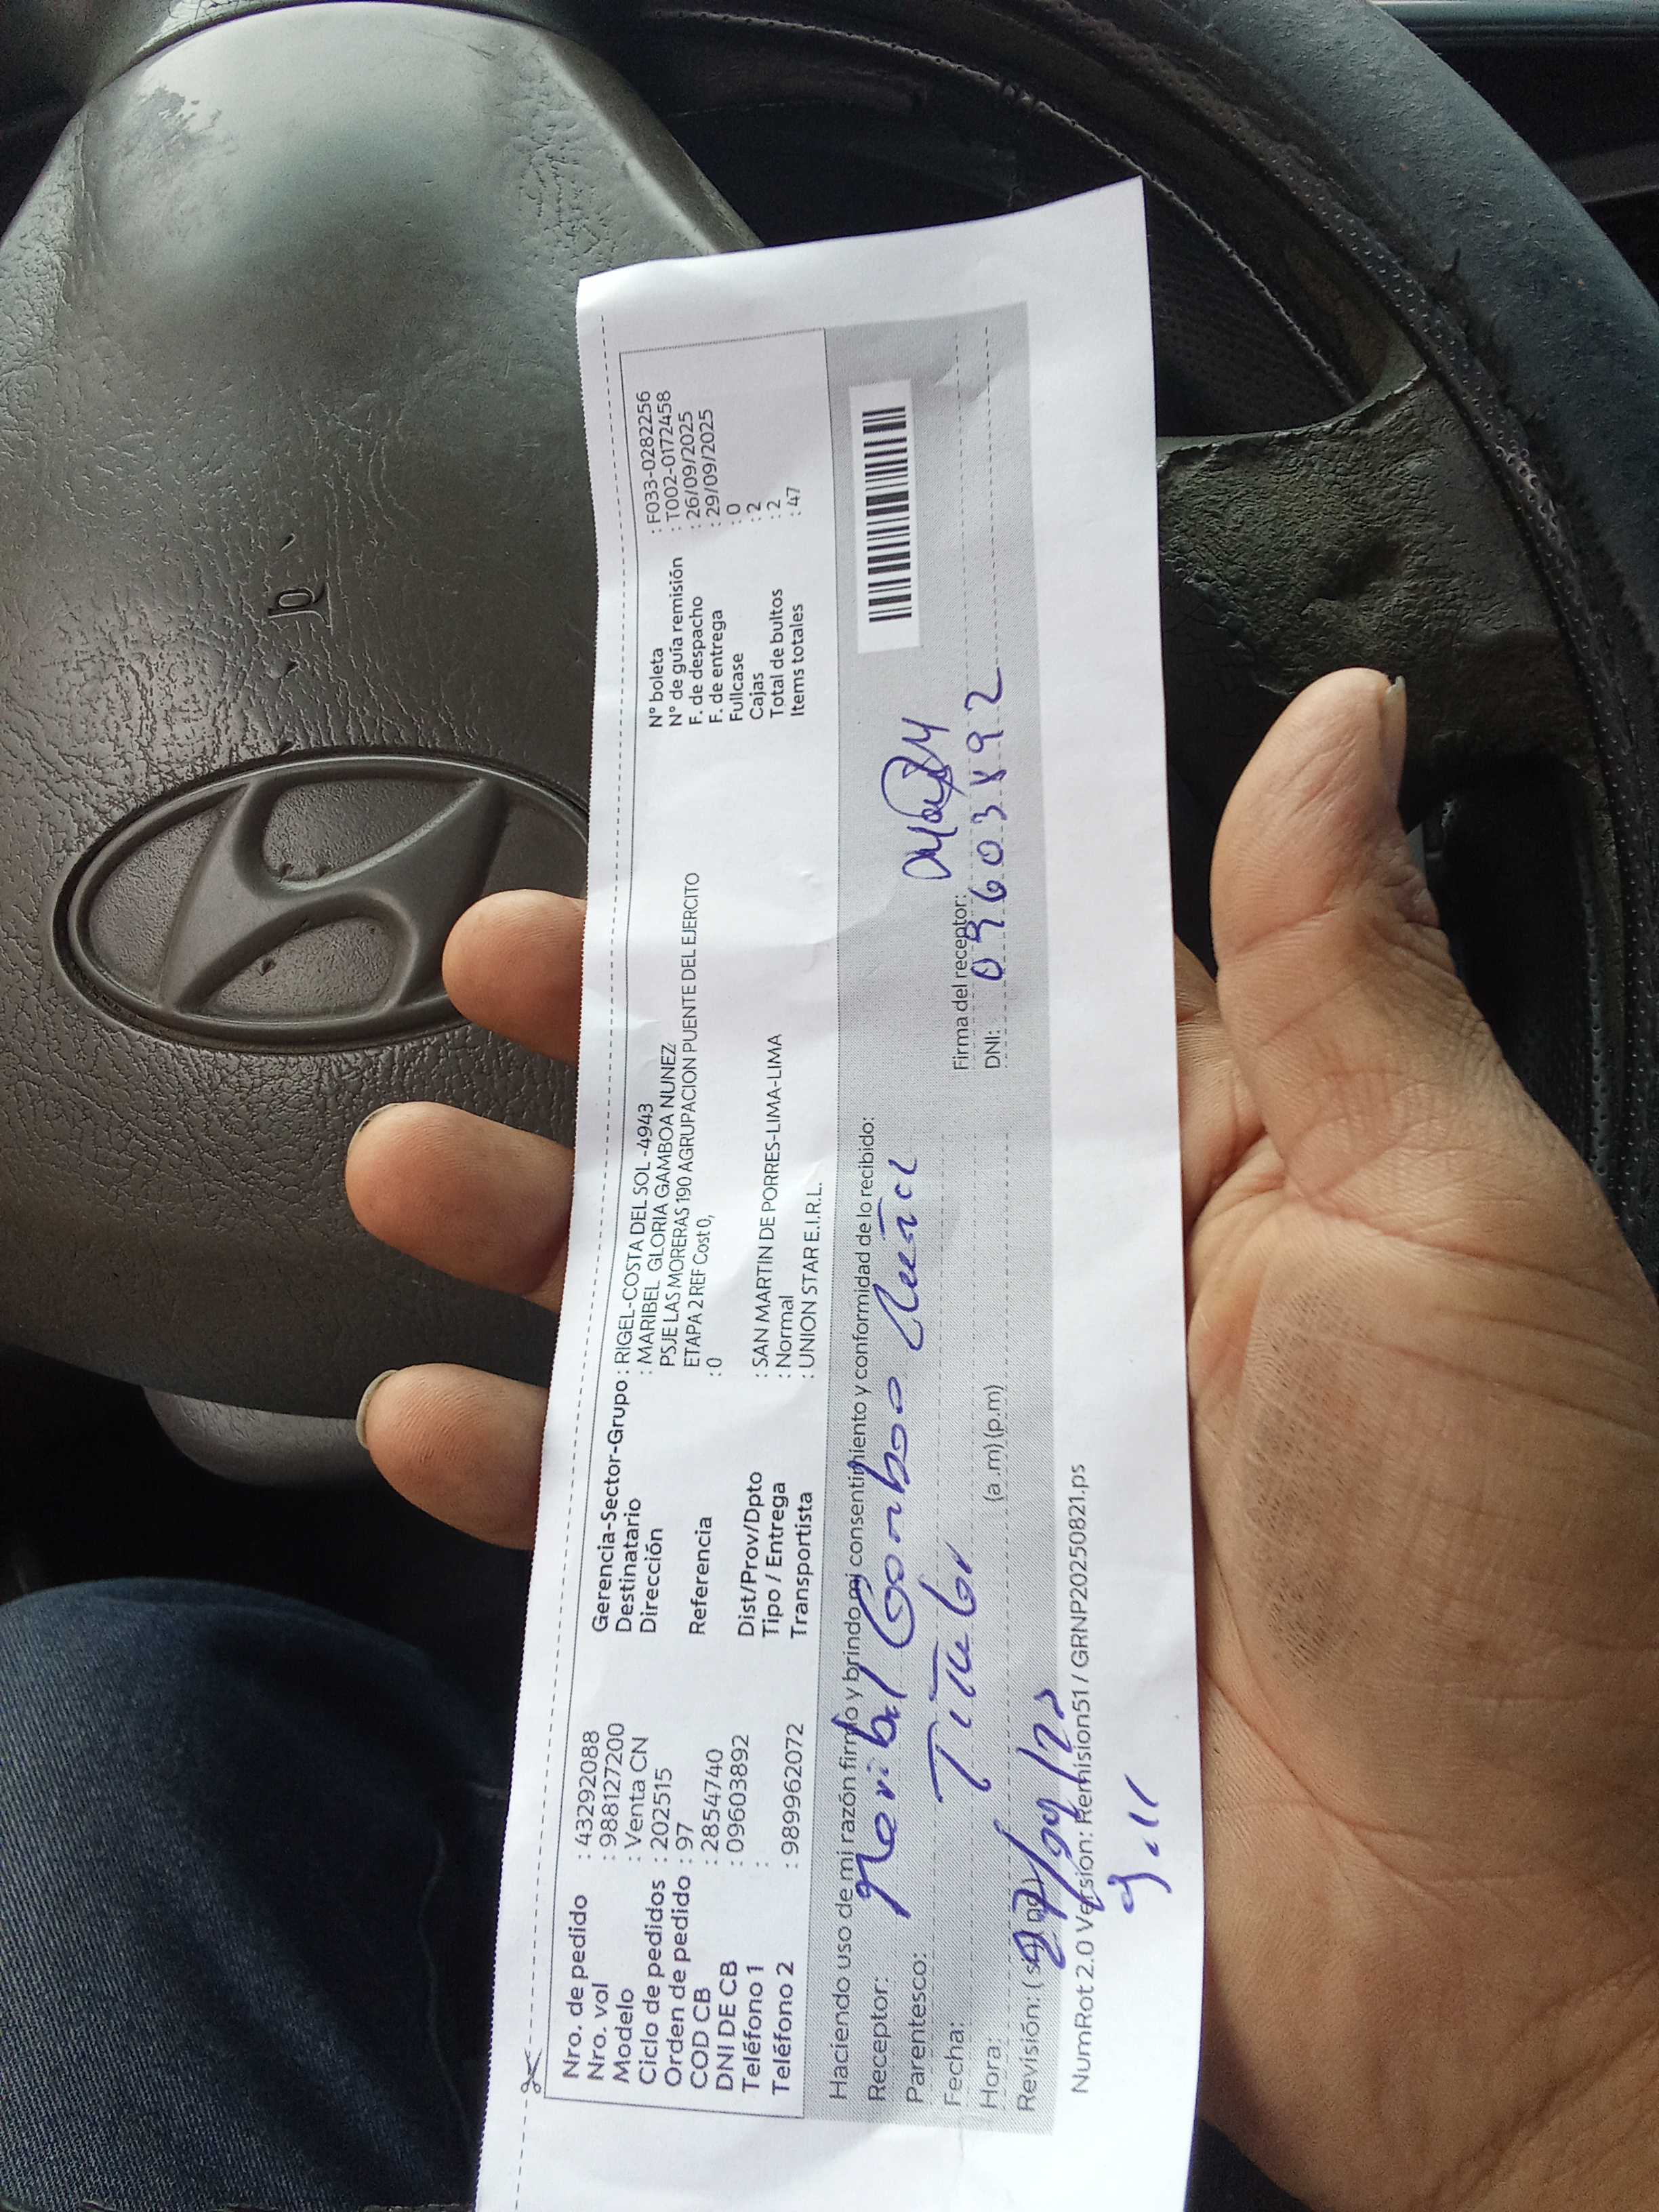 Nro. de pedido : 43292088
Nro. vol : 988127200
Modelo : Venta CN
Ciclo de pedidos : 202515
Orden de pedido : 97
COD CB : 28547740
DNI DE CB : 09603892
Teléfono 1 :
Teléfono 2 : 989962072
Gerencia-Sector-Grupo : RIGEL-COSTA DEL SOL-4943
Destinatario : MARIBEL GLORIA GAMBOA NUNEZ
Dirección PSJE LAS MORERAS 190 AGRUPACION PUENTE DEL EJERCITO
ETAPA 2 REF Cost 0,
Referencia : 0
Dist/Prov/Dpto : SAN MARTIN DE PORRES-LIMA-LIMA
Tipo / Entrega : Normal
Transportista : UNION STAR E.I.R.L.
N° boleta : F033-0282256
N° de guía remisión : T002-0172458
F. de despacho : 26/09/2025
F. de entrega : 29/09/2025
Fullcase : 0
Cajas : 2
Total de bultos : 2
Items totales : 47
Haciendo uso de mi razón firmo y brindo mi consentimiento y conformidad de lo recibido:
Receptor: Maribel Gamboa Nuñez
Parentesco: Titular
Fecha:
Hora: (a.m) (p.m)
Revisión: (
Firma del receptor:
DNI: 09603892
NumRot 2.0 Versión: Remision51 / GRNP20250821.ps